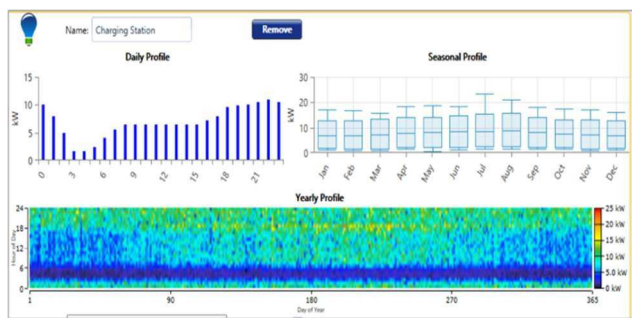 Name: Charging Station Remove
Daily Profile
15
10
5
0
kW
0 3 6 9 12 15 18 21
Seasonal Profile
30
20
10
0
kW
Jan Feb Mar Apr May Jun Jul Aug Sep Oct Nov Dec
Yearly Profile
24
18
12
6
0
Hour of Day
1 90 180 270 365
Day of Year
25 kW
20 kW
15 kW
10 kW
5.0 kW
0 kW